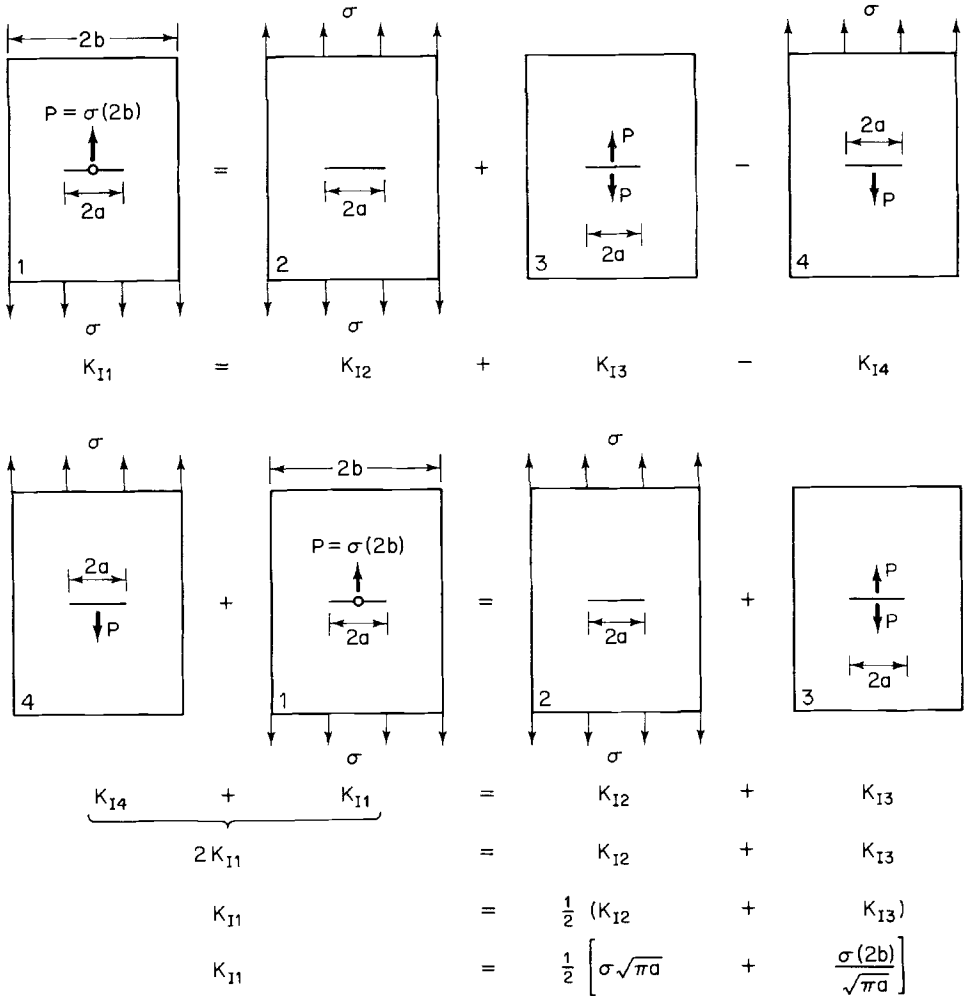 σ σ
2b
P = σ(2b) P 2a
= + −
2a 2a P P
2a
1 2 3 4
σ σ
K_I1 = K_I2 + K_I3 − K_I4
σ σ
2b
2a P = σ(2b) P
+ = +
P 2a 2a P
2a
4 1 2 3
σ σ
K_I4 + K_I1 = K_I2 + K_I3
2K_I1 = K_I2 + K_I3
K_I1 = 1/2 (K_I2 + K_I3)
K_I1 = 1/2 [σ√πa + σ(2b)/√πa]